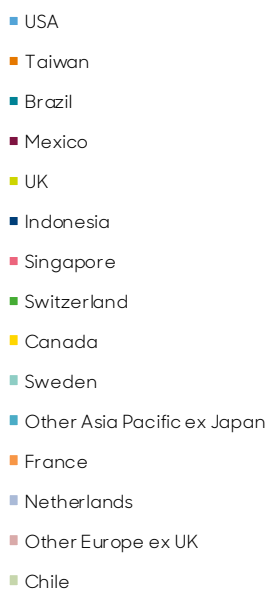 USA
Taiwan
Brazil
Mexico
UK
Indonesia
Singapore
Switzerland
Canada
Sweden
Other Asia Pacific ex Japan
France
Netherlands
Other Europe ex UK
Chile